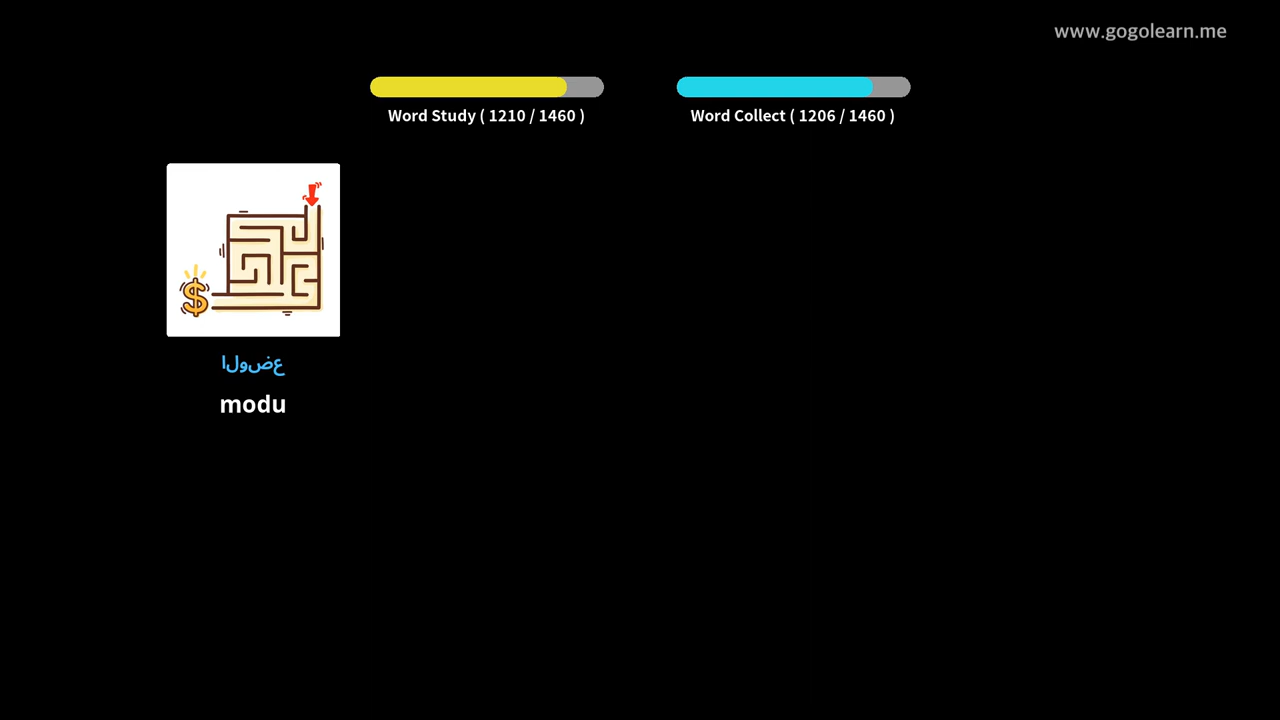 www.gogolearn.me
Word Study ( 1210 / 1460 )
Word Collect ( 1206 / 1460 )
$
الوضع
modu